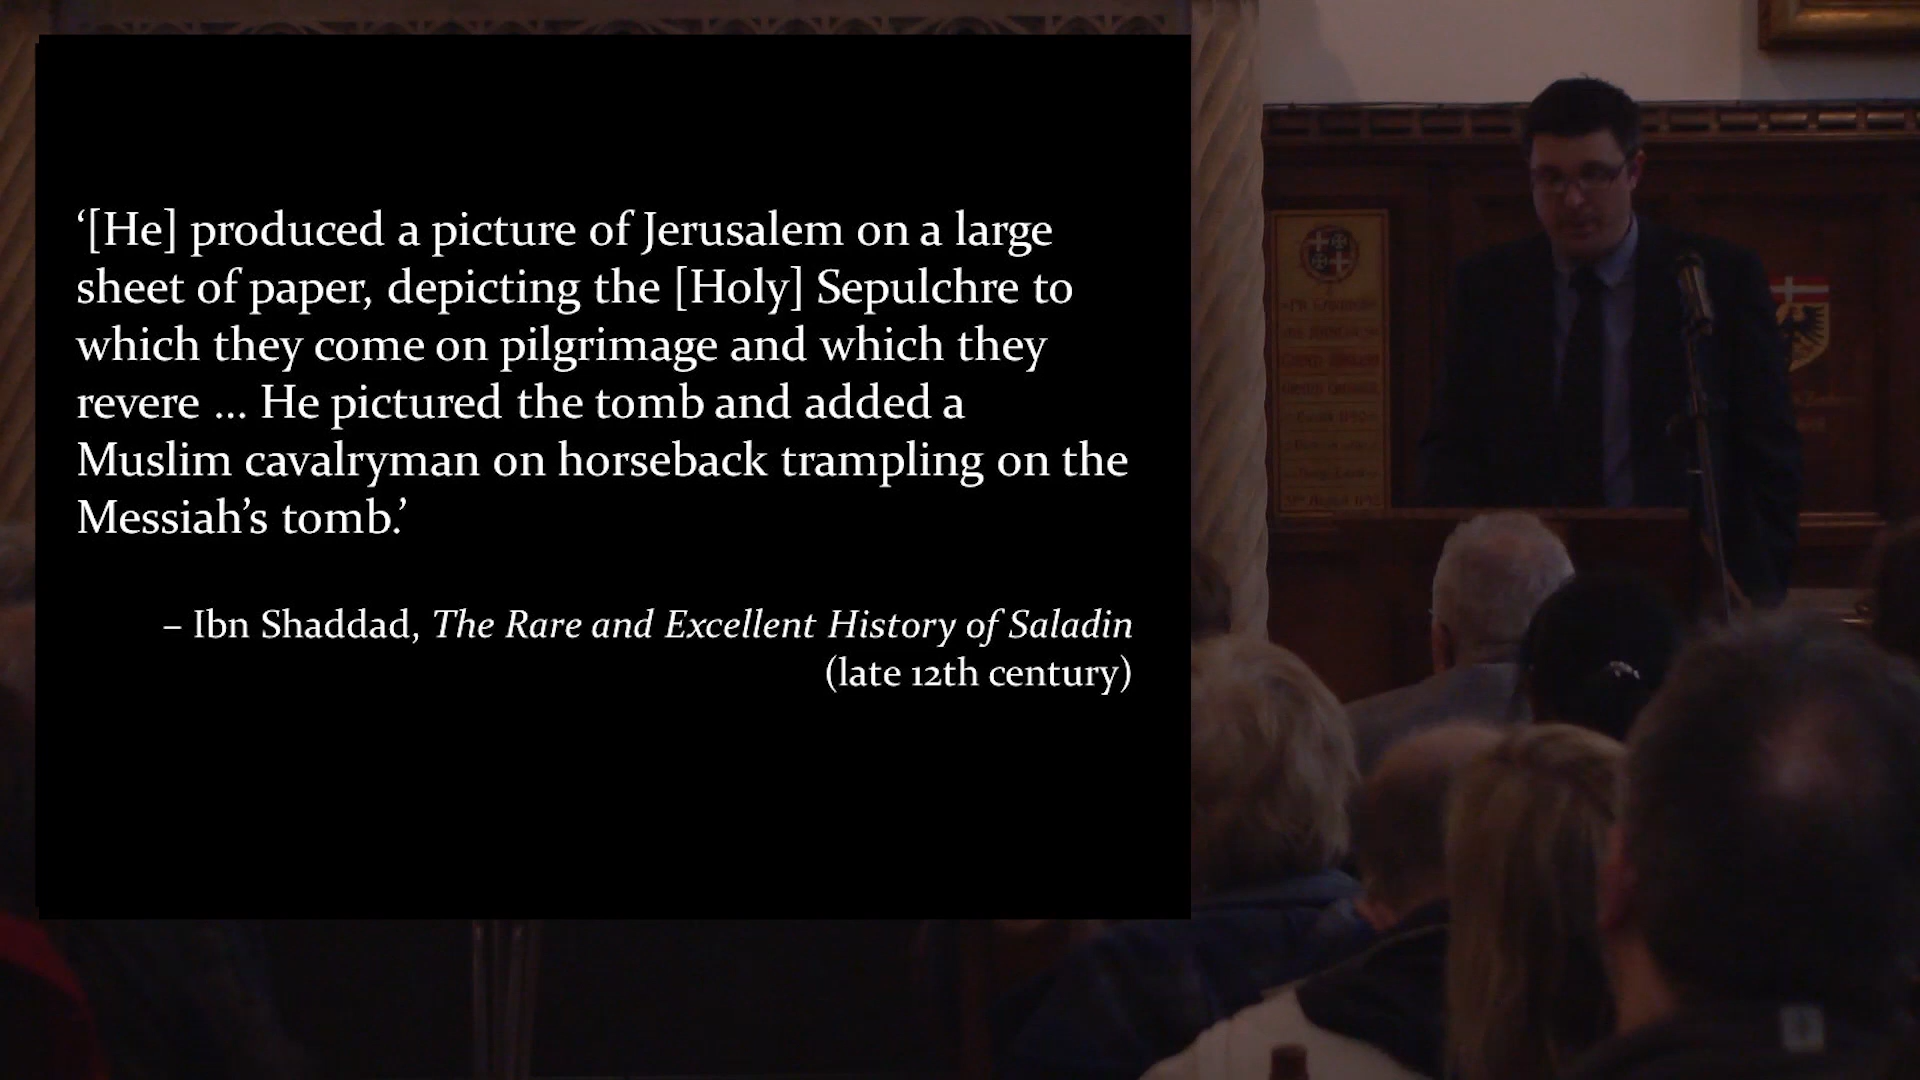 ‘[He] produced a picture of Jerusalem on a large
sheet of paper, depicting the [Holy] Sepulchre to
which they come on pilgrimage and which they
revere ... He pictured the tomb and added a
Muslim cavalryman on horseback trampling on the
Messiah’s tomb.’
– Ibn Shaddad, The Rare and Excellent History of Saladin
(late 12th century)